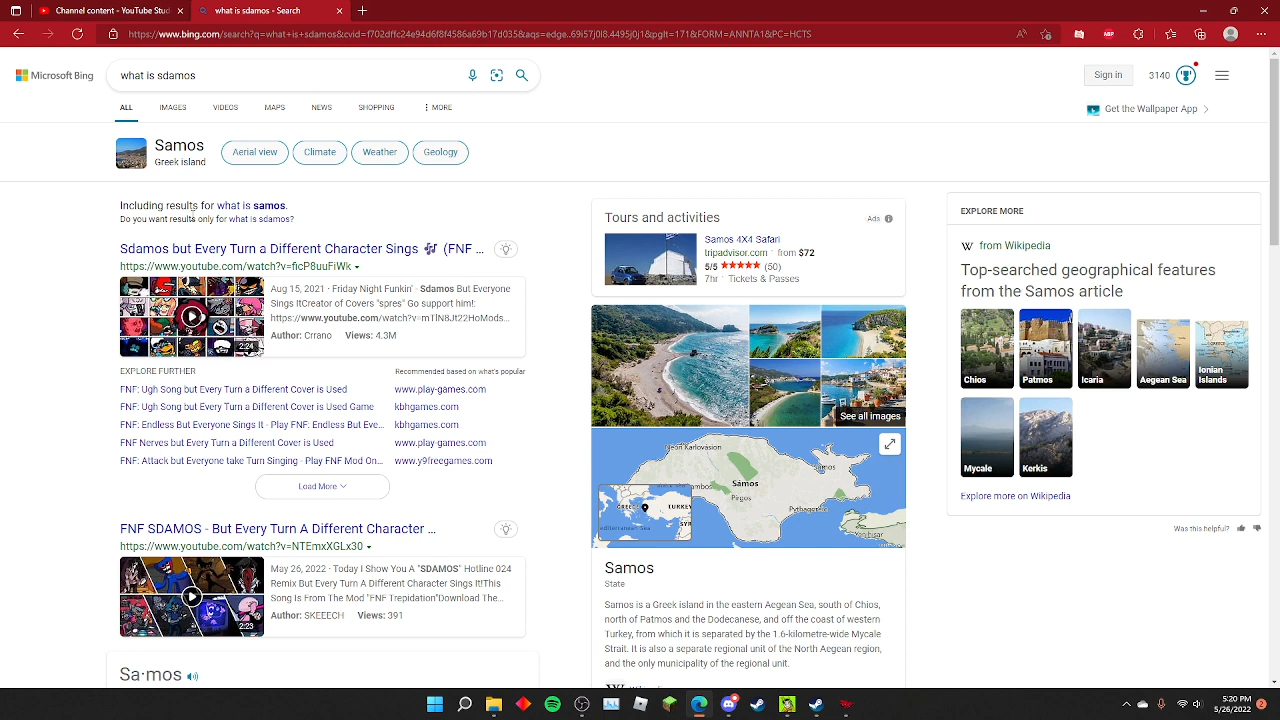 Channel content - YouTube Stud
what is sdamos - Search
https://www.bing.com/search?q=what+is+sdamos&cvid=f702dffc24e94d6f8f4586a69b17d035&aqs=edge..69i57j0l8.4495j0j1&pglt=171&FORM=ANNTA1&PC=HCTS
Microsoft Bing
what is sdamos
Sign in
3140
ALL
IMAGES
VIDEOS
MAPS
NEWS
SHOPPING
MORE
Get the Wallpaper App
Samos
Greek island
Aerial view
Climate
Weather
Geology
Including results for what is samos.
Do you want results only for what is sdamos?
Sdamos but Every Turn a Different Character Sings 🎶 (FNF ...
https://www.youtube.com/watch?v=ficP8uuFiWk
2:24
Aug 15, 2021 · Friday Night Funkin' · Sdamos But Everyone
Sings ItCreator of Covers "spres" Go support him!:
https://www.youtube.com/watch?v=mTlN8Jt22HoMods...
Author: Crrano Views: 4.3M
EXPLORE FURTHER
Recommended based on what's popular
FNF: Ugh Song but Every Turn a Different Cover is Used www.play-games.com
FNF: Ugh Song but Every Turn a Different Cover is Used Game kbhgames.com
FNF: Endless But Everyone Sings It - Play FNF: Endless But Eve... kbhgames.com
FNF Nerves but Every Turn a Different Cover is Used www.play-games.com
FNF: Attack but Everyone take Turn Singing - Play FNF Mod On... www.y9freegames.com
Load More
FNF SDAMOS - But Every Turn A Different Character ...
https://www.youtube.com/watch?v=NTEmxXGLx30
2:23
May 26, 2022 · Today I Show You A "SDAMOS" Hotline 024
Remix But Every Turn A Different Character Sings It!This
Song Is From The Mod "FNF Trepidation"Download The...
Author: SKEEECH Views: 391
Sa·mos
Tours and activities
Ads
Samos 4X4 Safari
tripadvisor.com · from $72
5/5 ★★★★★ (50)
7hr · Tickets & Passes
See all images
Neon Karlovasion
Samos
Sámos
Pirgos
Pythagoreio
GREECE
TURKEY
editerranean Sea
SYR
Samos
State
Samos is a Greek island in the eastern Aegean Sea, south of Chios,
north of Patmos and the Dodecanese, and off the coast of western
Turkey, from which it is separated by the 1.6-kilometre-wide Mycale
Strait. It is also a separate regional unit of the North Aegean region,
and the only municipality of the regional unit.
EXPLORE MORE
W from Wikipedia
Top-searched geographical features
from the Samos article
Chios
Patmos
Icaria
Aegean Sea
Ionian
Islands
Mycale
Kerkis
Explore more on Wikipedia
Was this helpful?
5:20 PM
5/26/2022
2